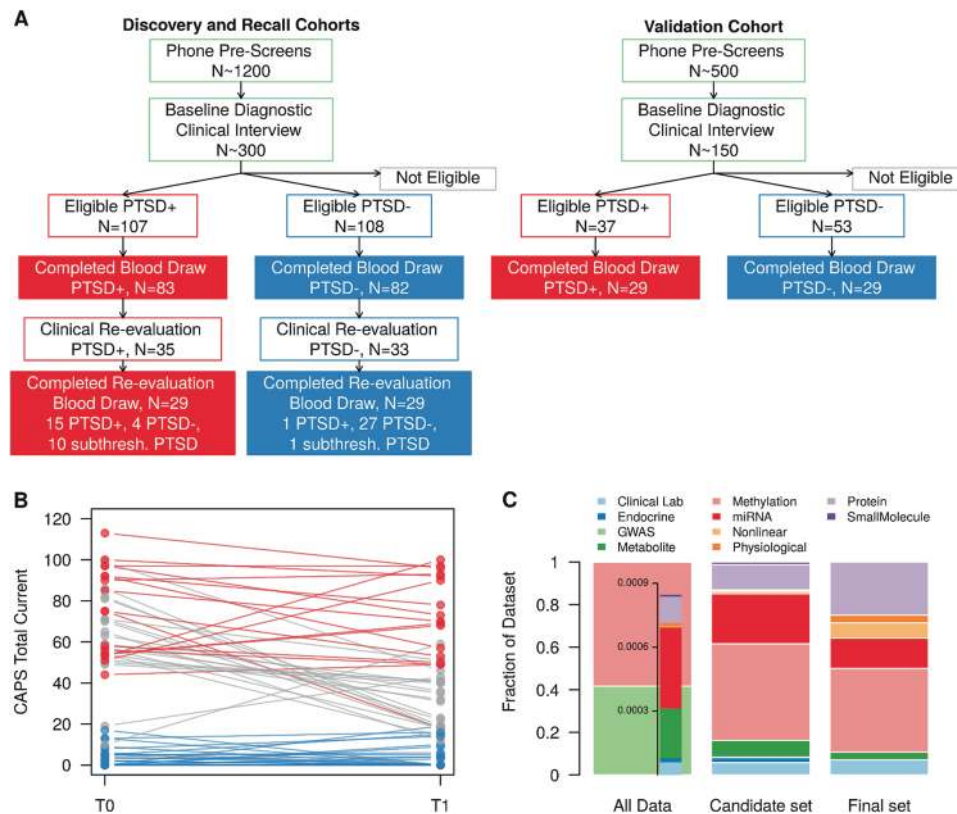 A
Discovery and Recall Cohorts
Phone Pre-Screens
N~1200
Baseline Diagnostic
Clinical Interview
N~300
Not Eligible
Eligible PTSD+
N=107
Eligible PTSD-
N=108
Completed Blood Draw
PTSD+, N=83
Completed Blood Draw
PTSD-, N=82
Clinical Re-evaluation
PTSD+, N=35
Clinical Re-evaluation
PTSD-, N=33
Completed Re-evaluation
Blood Draw, N=29
15 PTSD+, 4 PTSD-,
10 subthresh. PTSD
Completed Re-evaluation
Blood Draw, N=29
1 PTSD+, 27 PTSD-,
1 subthresh. PTSD
Validation Cohort
Phone Pre-Screens
N~500
Baseline Diagnostic
Clinical Interview
N~150
Not Eligible
Eligible PTSD+
N=37
Eligible PTSD-
N=53
Completed Blood Draw
PTSD+, N=29
Completed Blood Draw
PTSD-, N=29
B
CAPS Total Current
120
100
80
60
40
20
0
T0
T1
C
Clinical Lab
Endocrine
GWAS
Metabolite
Methylation
miRNA
Nonlinear
Physiological
Protein
SmallMolecule
Fraction of Dataset
1
0.8
0.6
0.4
0.2
0
0.0009
0.0006
0.0003
All Data
Candidate set
Final set